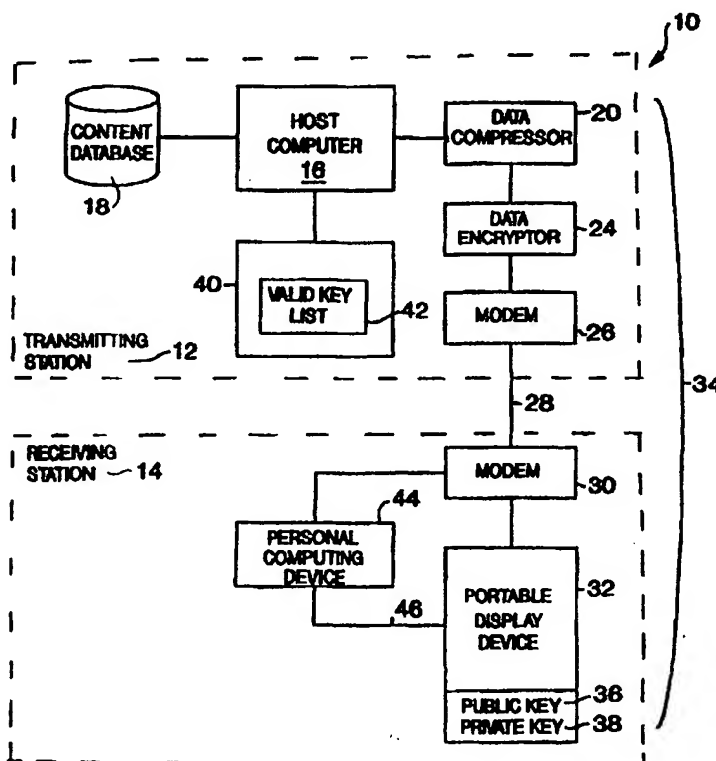 10
CONTENT
DATABASE
18
HOST
COMPUTER
16
DATA
COMPRESSOR
20
DATA
ENCRYPTOR
24
40
VALID KEY
LIST
42
MODEM
26
TRANSMITTING
STATION
12
28
34
RECEIVING
STATION
14
MODEM
30
44
PERSONAL
COMPUTING
DEVICE
46
32
PORTABLE
DISPLAY
DEVICE
PUBLIC KEY
36
PRIVATE KEY
38